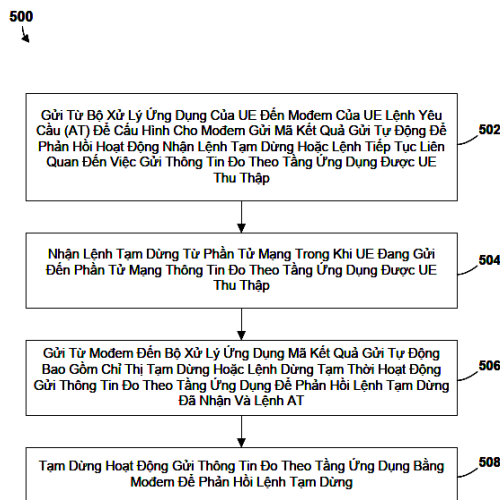 500
Gửi Từ Bộ Xử Lý Ứng Dụng Của UE Đến Mođem Của UE Lệnh Yêu
Cầu (AT) Để Cấu Hình Cho Mođem Gửi Mã Kết Quả Gửi Tự Động Để
Phản Hồi Hoạt Động Nhận Lệnh Tạm Dừng Hoặc Lệnh Tiếp Tục Liên
Quan Đến Việc Gửi Thông Tin Đo Theo Tầng Ứng Dụng Được UE
Thu Thập
502
Nhận Lệnh Tạm Dừng Từ Phần Tử Mạng Trong Khi UE Đang Gửi
Đến Phần Tử Mạng Thông Tin Đo Theo Tầng Ứng Dụng Được UE
Thu Thập
504
Gửi Từ Mođem Đến Bộ Xử Lý Ứng Dụng Mã Kết Quả Gửi Tự Động
Bao Gồm Chỉ Thị Tạm Dừng Hoặc Lệnh Dừng Tạm Thời Hoạt Động
Gửi Thông Tin Đo Theo Tầng Ứng Dụng Để Phản Hồi Lệnh Tạm Dừng
Đã Nhận Và Lệnh AT
506
Tạm Dừng Hoạt Động Gửi Thông Tin Đo Theo Tầng Ứng Dụng Bằng
Mođem Để Phản Hồi Lệnh Tạm Dừng
508